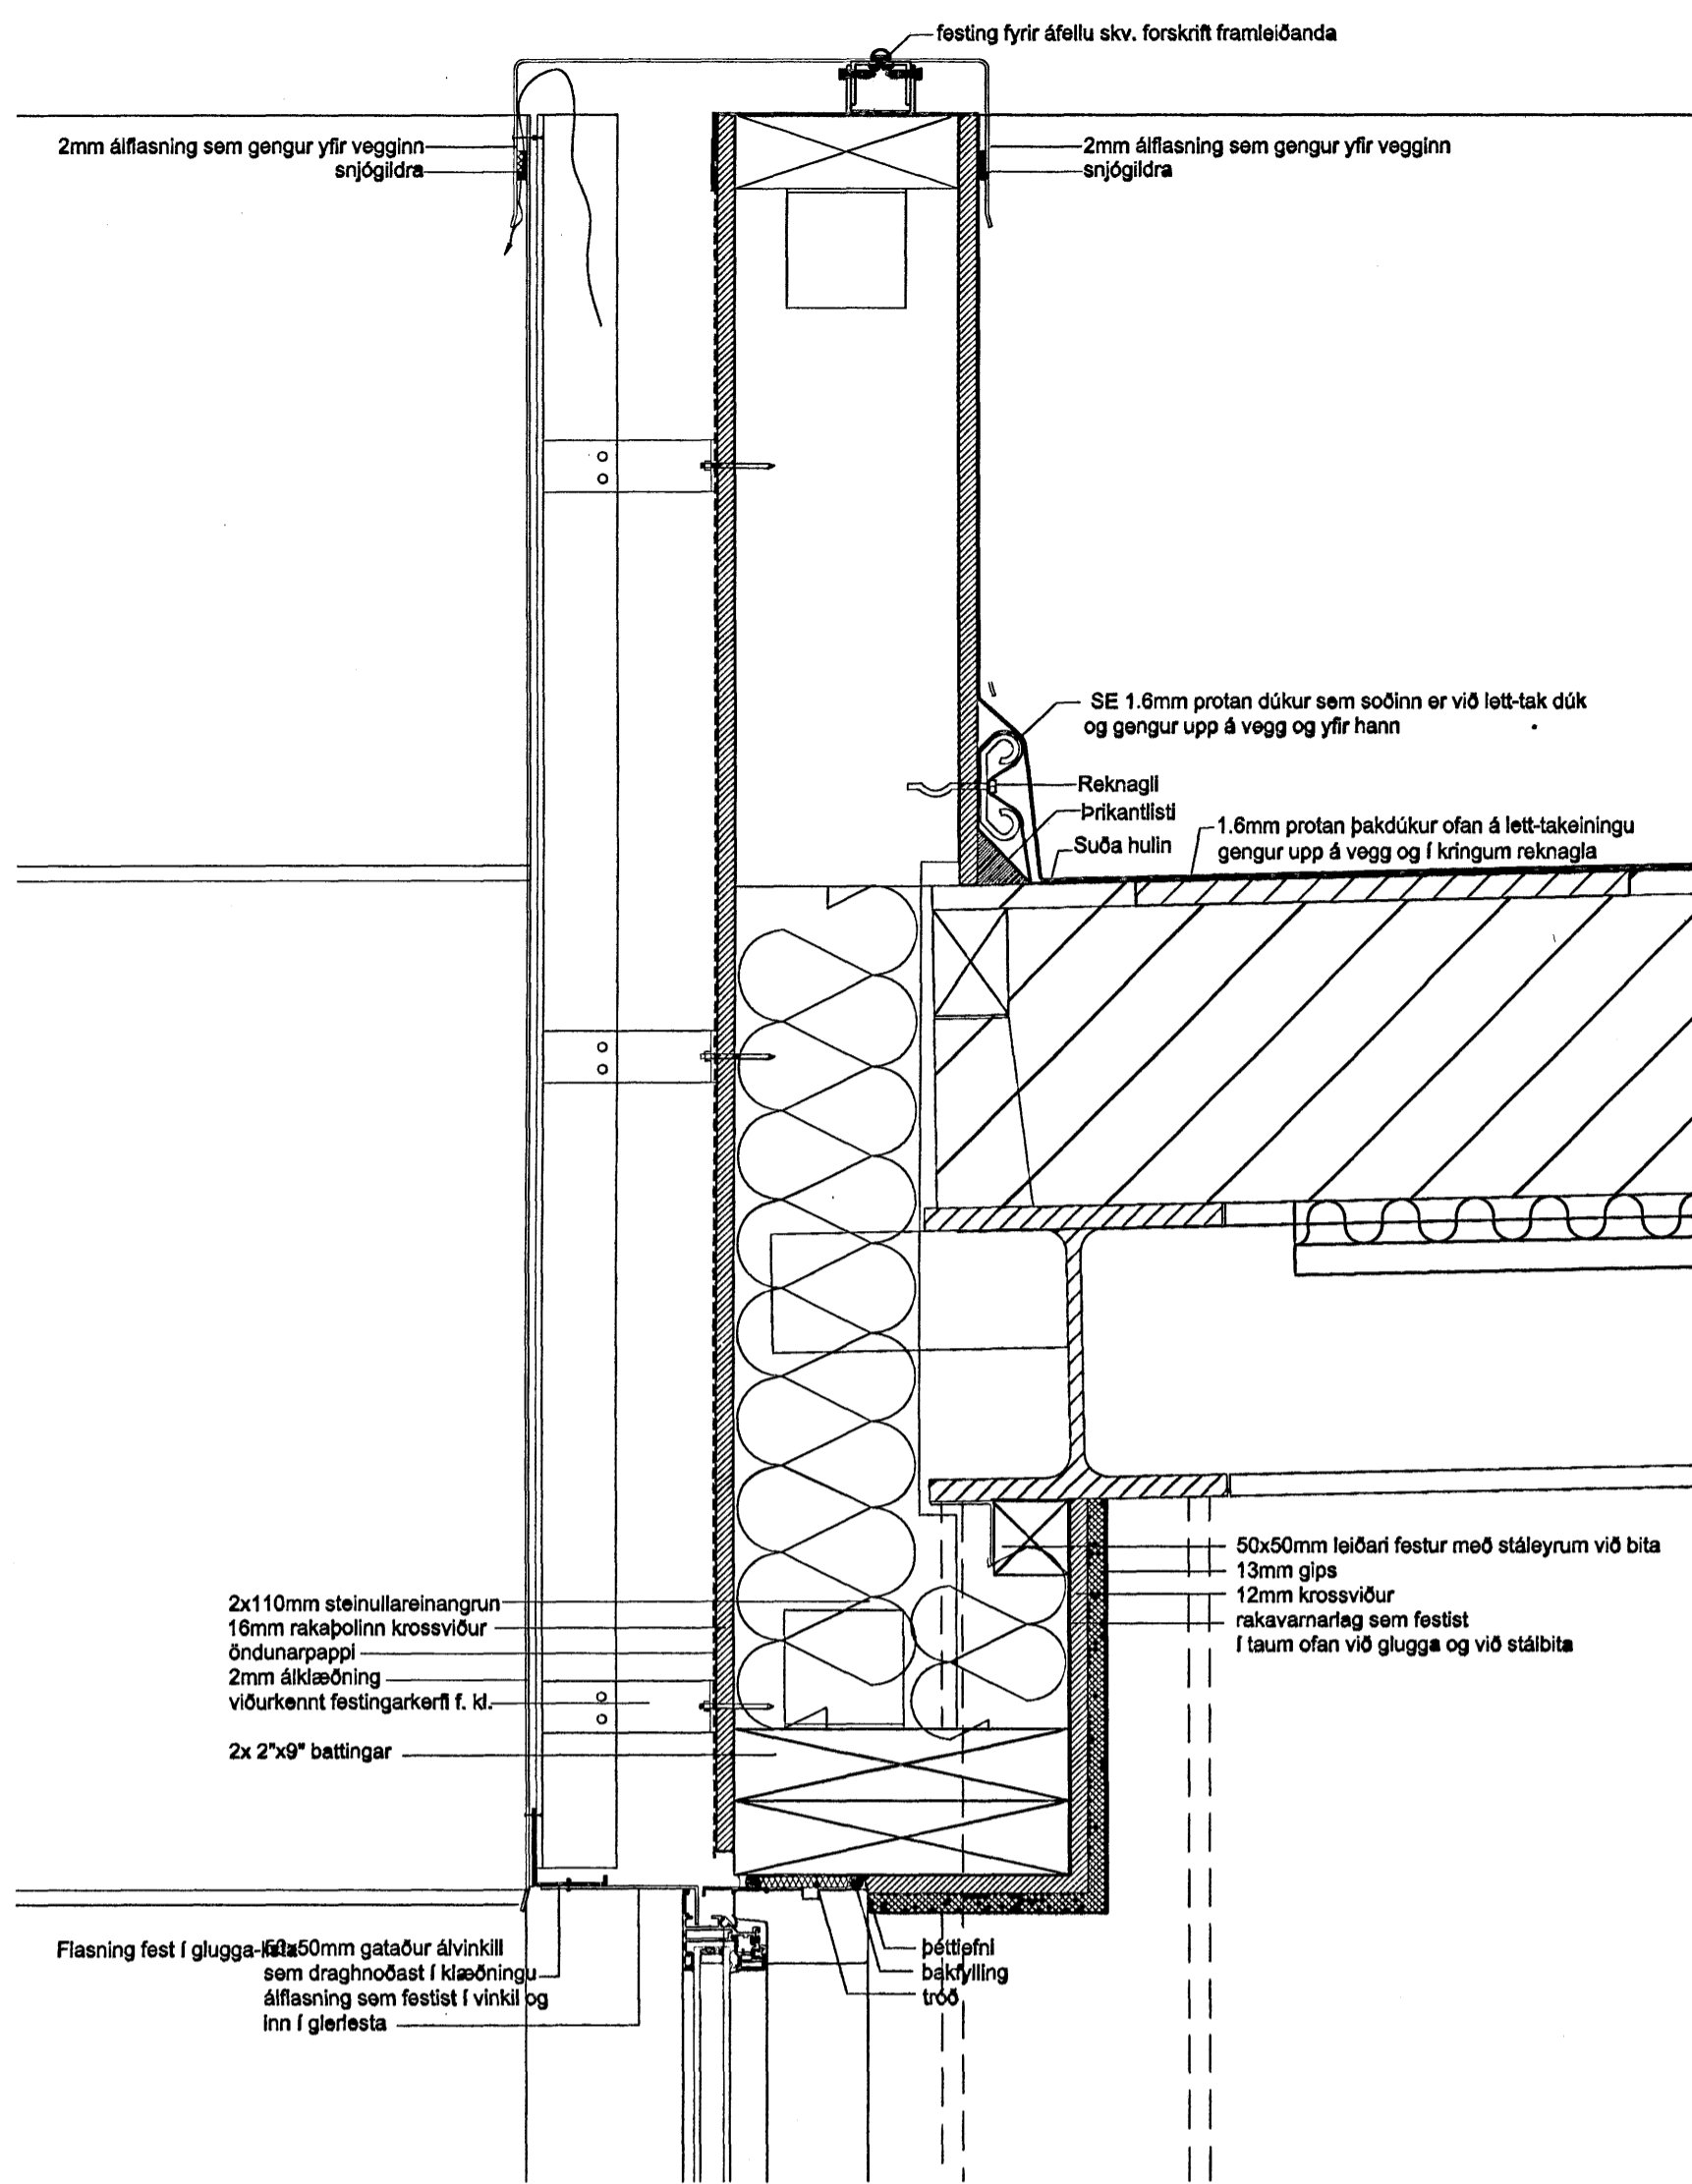 festing fyrir áfellu skv. forskrift framleiðanda
2mm álflasning sem gengur yfir vegginn
snjógildra
2mm álflasning sem gengur yfir vegginn
snjógildra
SE 1.6mm protan dúkur sem soðinn er við lett-tak dúk
og gengur upp á vegg og yfir hann
Reknagli
Þríkantlisti
Suða hulin
1.6mm protan þakdúkur ofan á lett-takeiningu
gengur upp á vegg og í kringum reknagla
50x50mm leiðari festur með stáleyrum við bita
13mm gips
12mm krossviður
rakavarnarlag sem festist
í taum ofan við glugga og við stálbita
2x110mm steinullareinangrun
16mm rakaþolinn krossviður
öndunarpappi
2mm álklæðning
viðurkennt festingarkerfi f. kl.
2x 2"x9" battingar
Flasning fest í glugga-
50x50mm gataður álvinkill
sem draghnoðast í klæðningu
álflasning sem festist í vinkil og
inn í glerlesta
þéttiefni
bakfylling
tróð